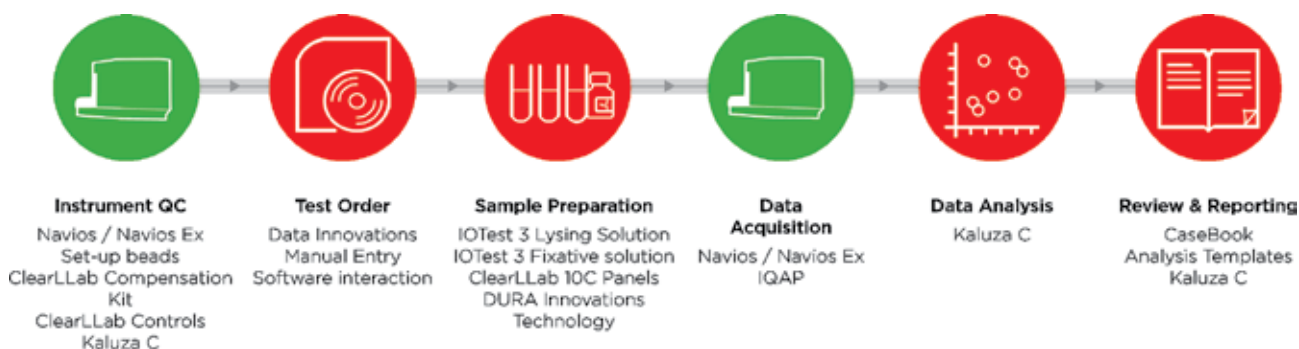 Instrument QC
Navios / Navios Ex
Set-up beads
ClearLLab Compensation
Kit
ClearLLab Controls
Kaluza C
Test Order
Data Innovations
Manual Entry
Software interaction
Sample Preparation
IOTest 3 Lysing Solution
IOTest 3 Fixative solution
ClearLLab 10C Panels
DURA Innovations
Technology
Data
Acquisition
Navios / Navios Ex
IQAP
Data Analysis
Kaluza C
Review & Reporting
CaseBook
Analysis Templates
Kaluza C